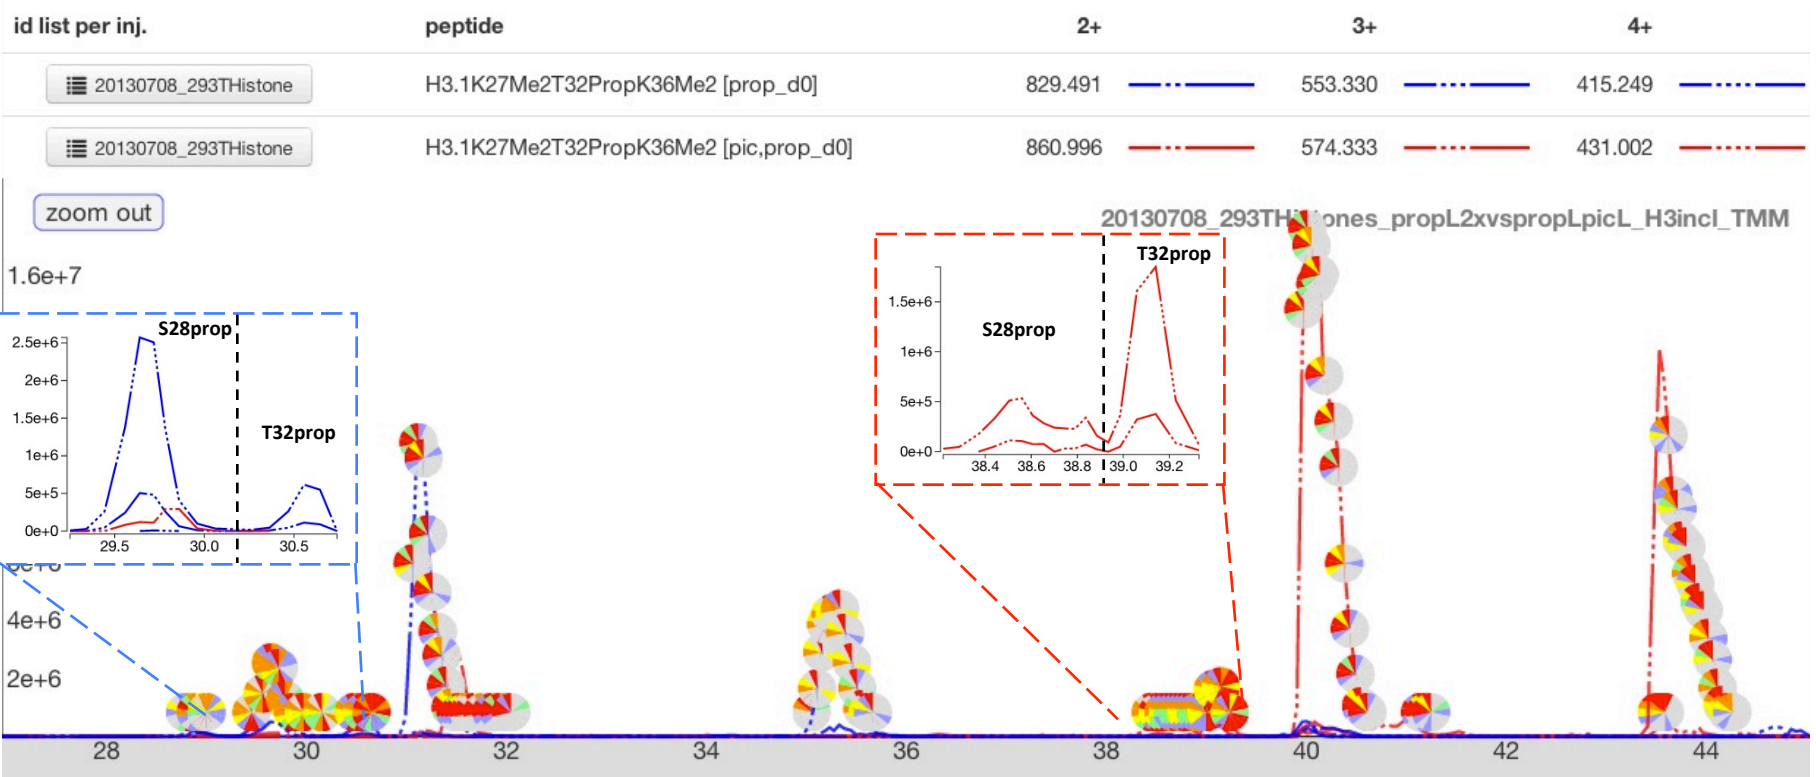 id list per inj. peptide 2+ 3+ 4+
20130708_293THistone H3.1K27Me2T32PropK36Me2 [prop_d0] 829.491 553.330 415.249
20130708_293THistone H3.1K27Me2T32PropK36Me2 [pic,prop_d0] 860.996 574.333 431.002
zoom out
1.6e+7
S28prop
T32prop
2.5e+6
2e+6
1.5e+6
1e+6
5e+5
0e+0
29.5 30.0 30.5
T32prop
S28prop
1.5e+6
1e+6
5e+5
0e+0
38.4 38.6 38.8 39.0 39.2
4e+6
2e+6
28 30 32 34 36 38 40 42 44